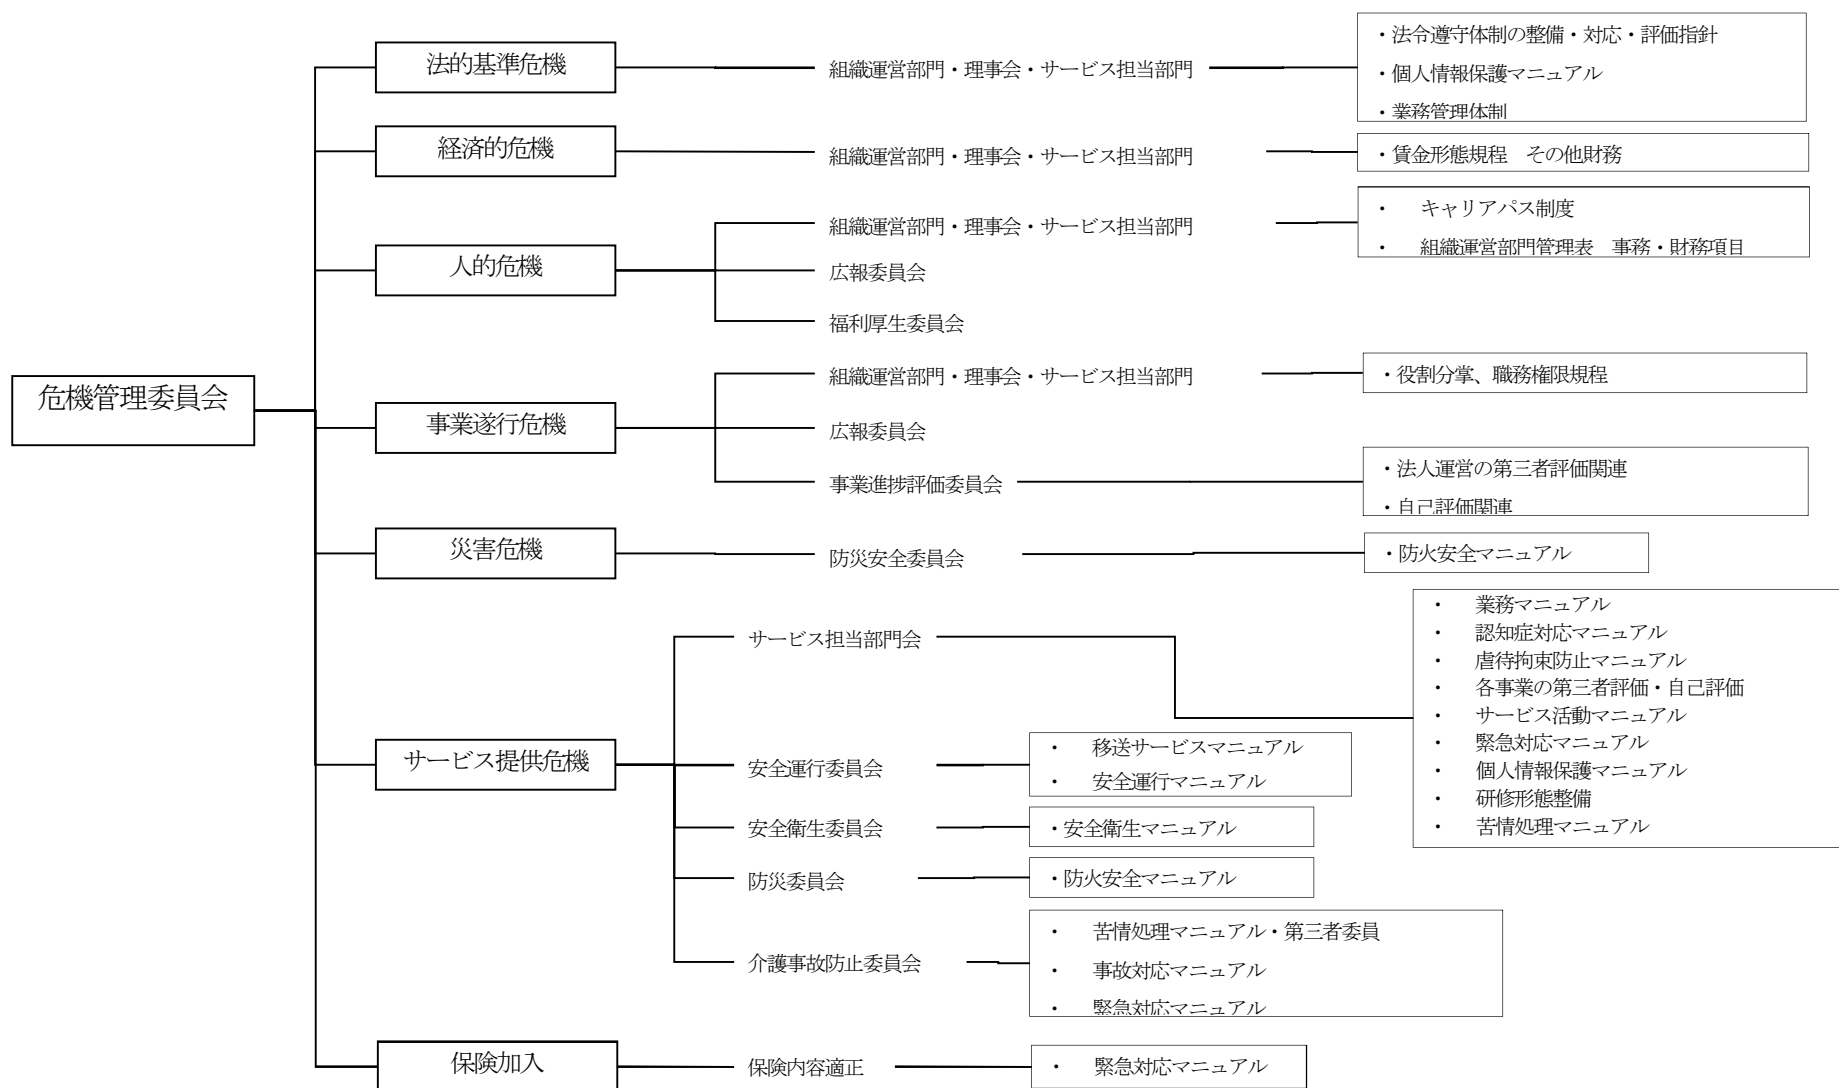 危機管理委員会
法的基準危機
組織運営部門・理事会・サービス担当部門
・法令遵守体制の整備・対応・評価指針
・個人情報保護マニュアル
・業務管理体制
経済的危機
組織運営部門・理事会・サービス担当部門
・賃金形態規程　その他財務
人的危機
組織運営部門・理事会・サービス担当部門
・　キャリアパス制度
・　組織運営部門管理表　事務・財務項目
広報委員会
福利厚生委員会
事業遂行危機
組織運営部門・理事会・サービス担当部門
・役割分掌、職務権限規程
広報委員会
事業進捗評価委員会
・法人運営の第三者評価関連
・自己評価関連
災害危機
防災安全委員会
・防火安全マニュアル
サービス提供危機
サービス担当部門会
・　業務マニュアル
・　認知症対応マニュアル
・　虐待拘束防止マニュアル
・　各事業の第三者評価・自己評価
・　サービス活動マニュアル
・　緊急対応マニュアル
・　個人情報保護マニュアル
・　研修形態整備
・　苦情処理マニュアル
安全運行委員会
・　移送サービスマニュアル
・　安全運行マニュアル
安全衛生委員会
・安全衛生マニュアル
防災委員会
・防火安全マニュアル
介護事故防止委員会
・　苦情処理マニュアル・第三者委員
・　事故対応マニュアル
・　緊急対応マニュアル
保険加入
保険内容適正
・　緊急対応マニュアル